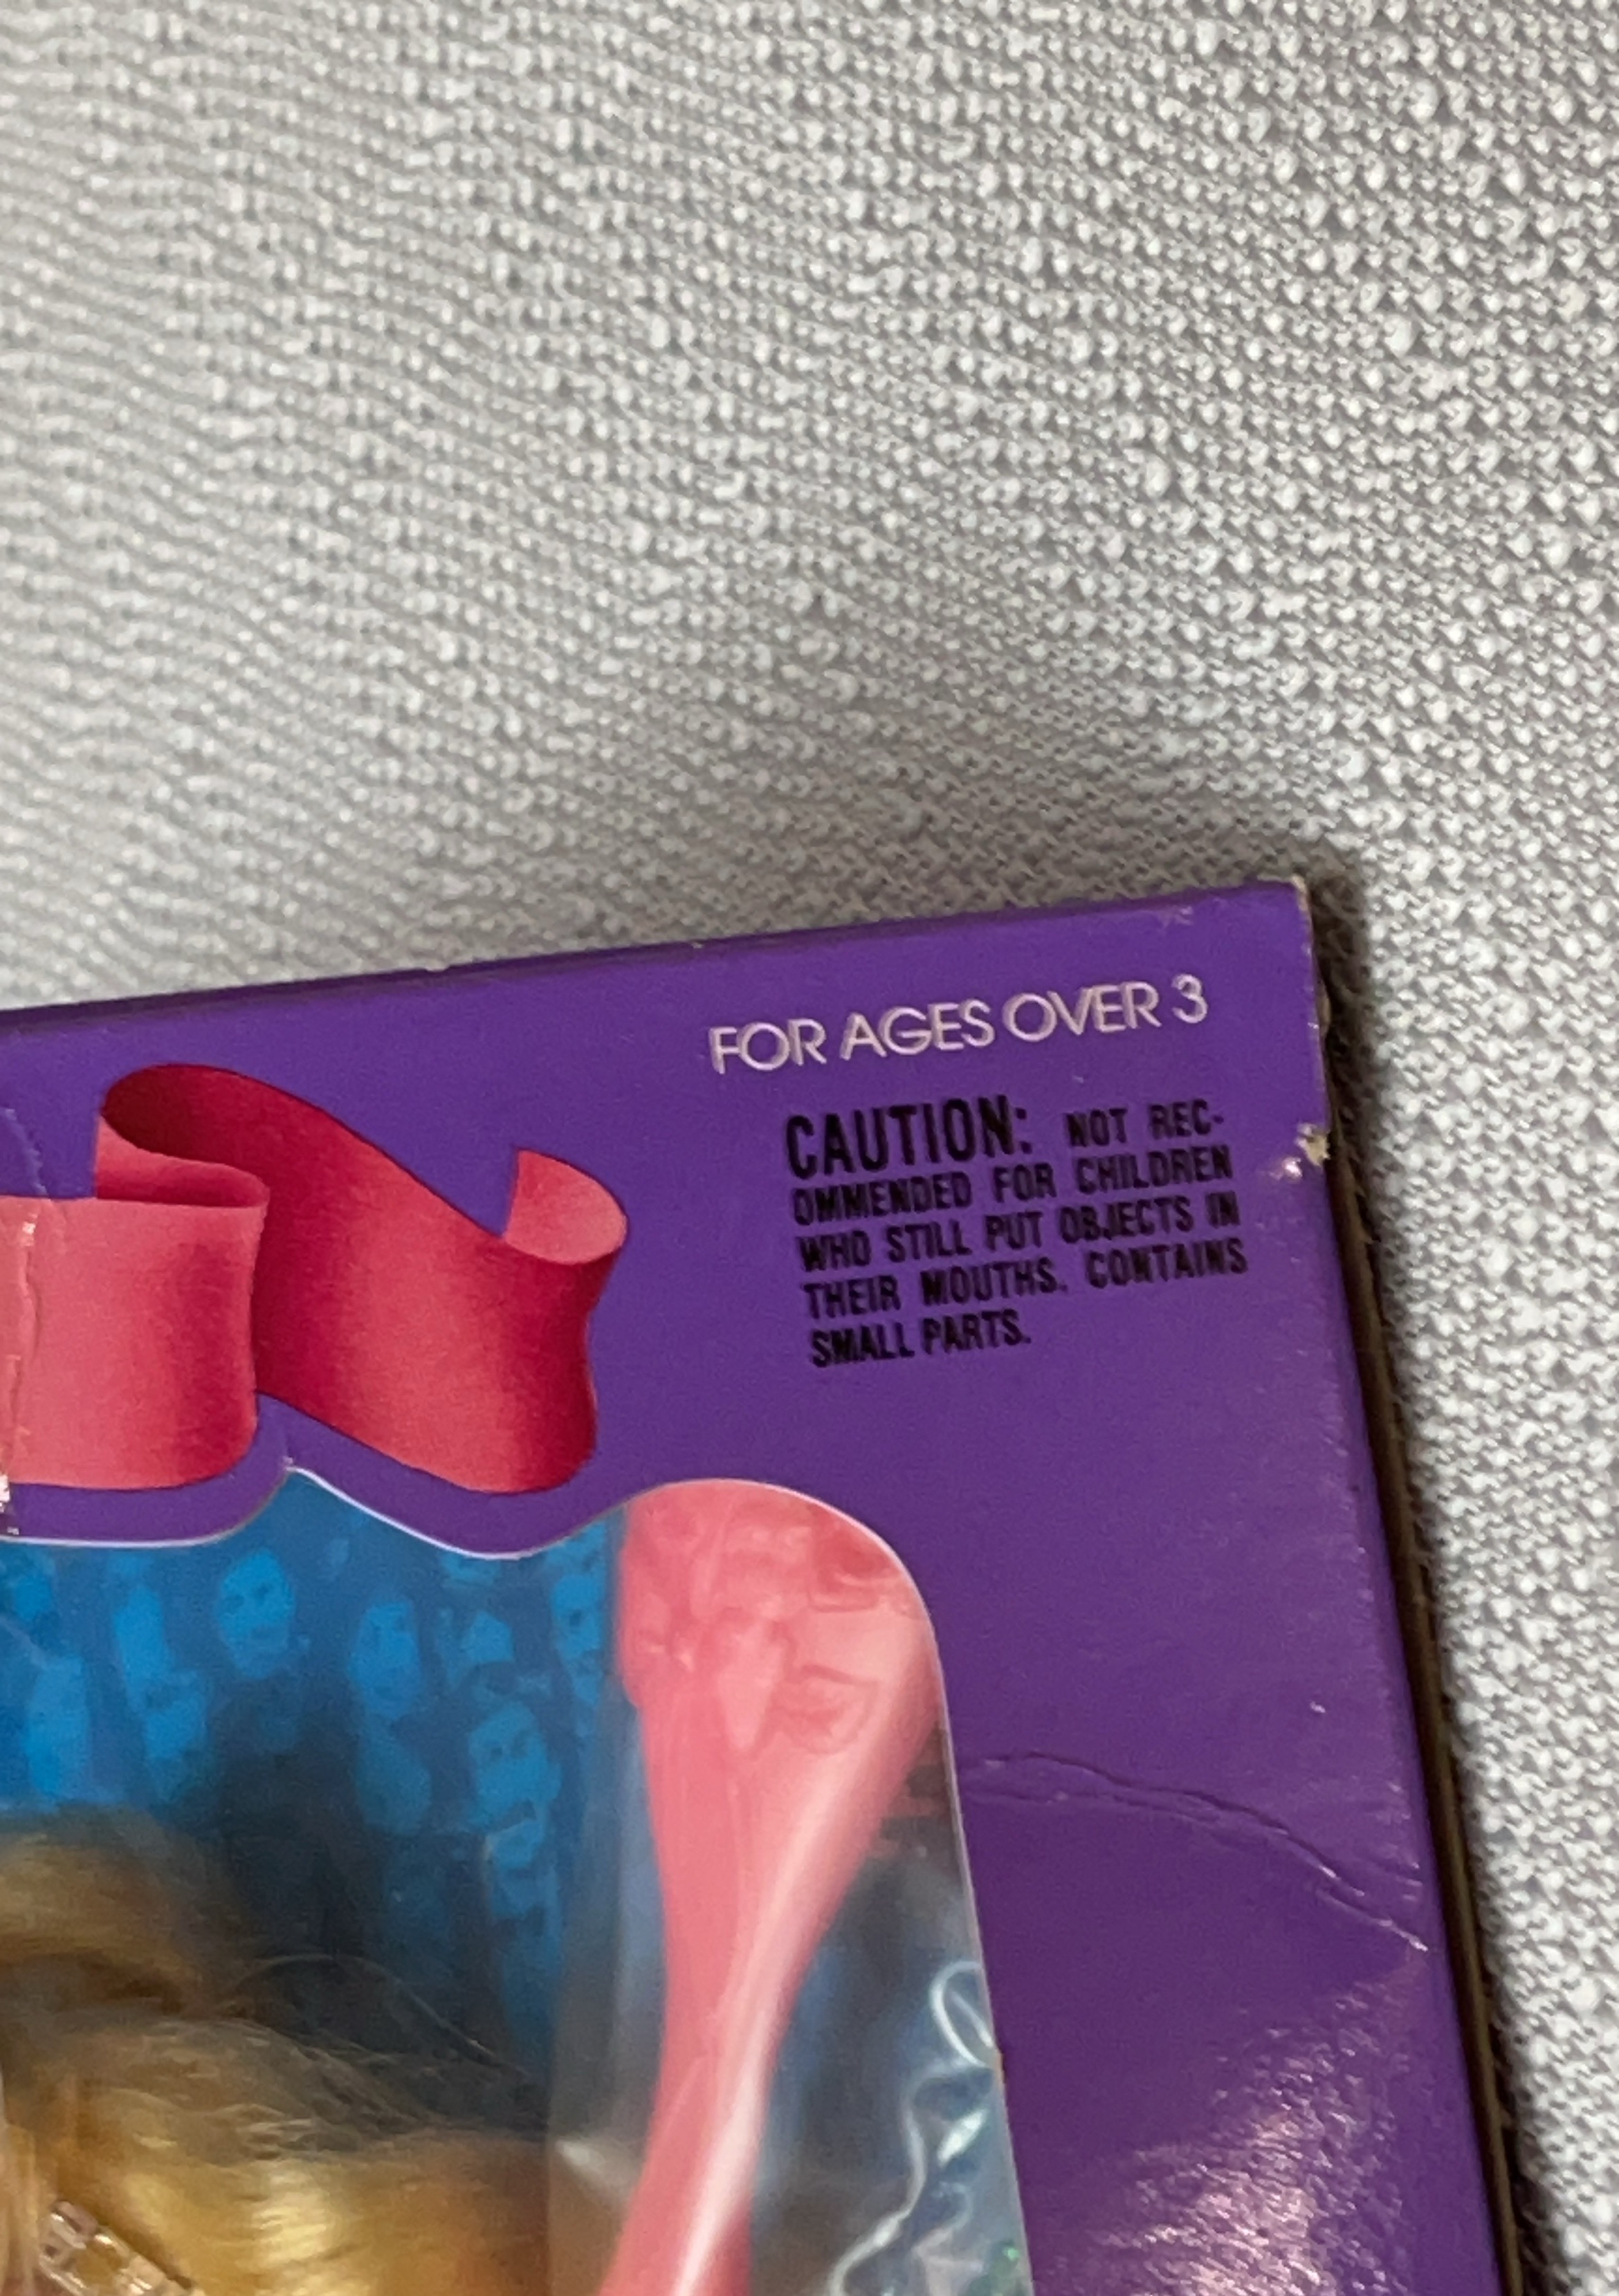 FOR AGES OVER 3
CAUTION: NOT REC-
OMMENDED FOR CHILDREN
WHO STILL PUT OBJECTS IN
THEIR MOUTHS. CONTAINS
SMALL PARTS.